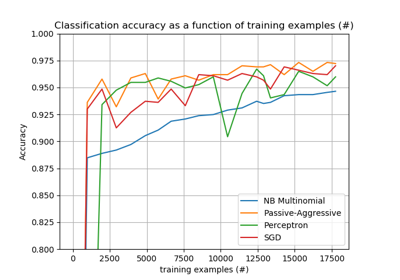 Classification accuracy as a function of training examples (#)
1.000
0.975
0.950
0.925
0.900
0.875
0.850
0.825
0.800
Accuracy
0
2500
5000
7500
10000
12500
15000
17500
training examples (#)
NB Multinomial
Passive-Aggressive
Perceptron
SGD